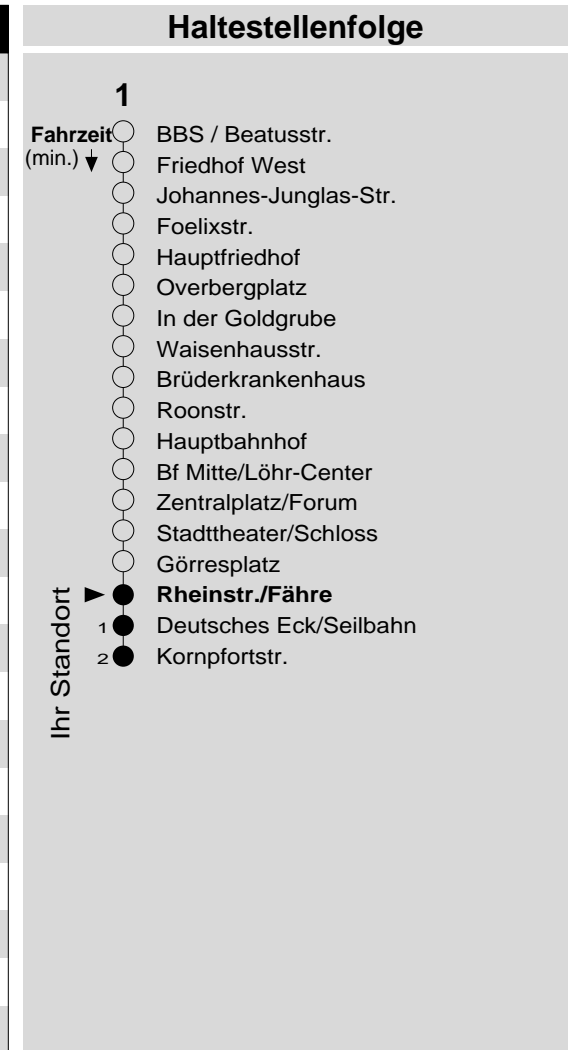 Haltestellenfolge
1
Fahrzeit BBS / Beatusstr.
(min.) Friedhof West
Johannes-Junglas-Str.
Foelixstr.
Hauptfriedhof
Overbergplatz
In der Goldgrube
Waisenhausstr.
Brüderkrankenhaus
Roonstr.
Hauptbahnhof
Bf Mitte/Löhr-Center
Zentralplatz/Forum
Stadttheater/Schloss
Görresplatz
Rheinstr./Fähre
1 Deutsches Eck/Seilbahn
2 Kornpfortstr.
Ihr Standort